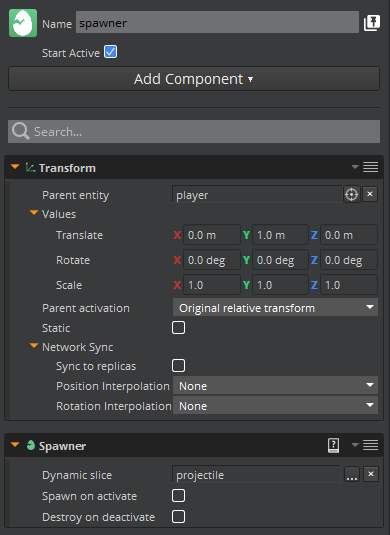 Name spawner
Start Active
Add Component
Search...
Transform
Parent entity player
Values
Translate X 0.0 m Y 1.0 m Z 0.0 m
Rotate X 0.0 deg Y 0.0 deg Z 0.0 deg
Scale X 1.0 Y 1.0 Z 1.0
Parent activation Original relative transform
Static
Network Sync
Sync to replicas
Position Interpolation None
Rotation Interpolation None
Spawner ?
Dynamic slice projectile ...
Spawn on activate
Destroy on deactivate